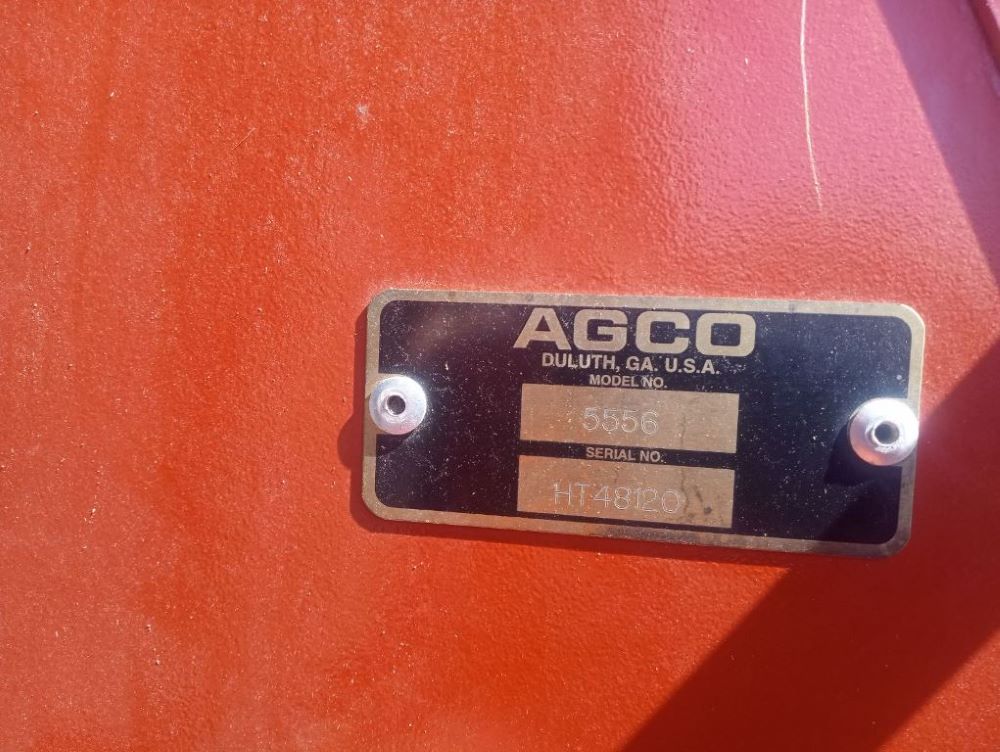 AGCO
DULUTH, GA. U.S.A.
MODEL NO.
5556
SERIAL NO.
HT48120